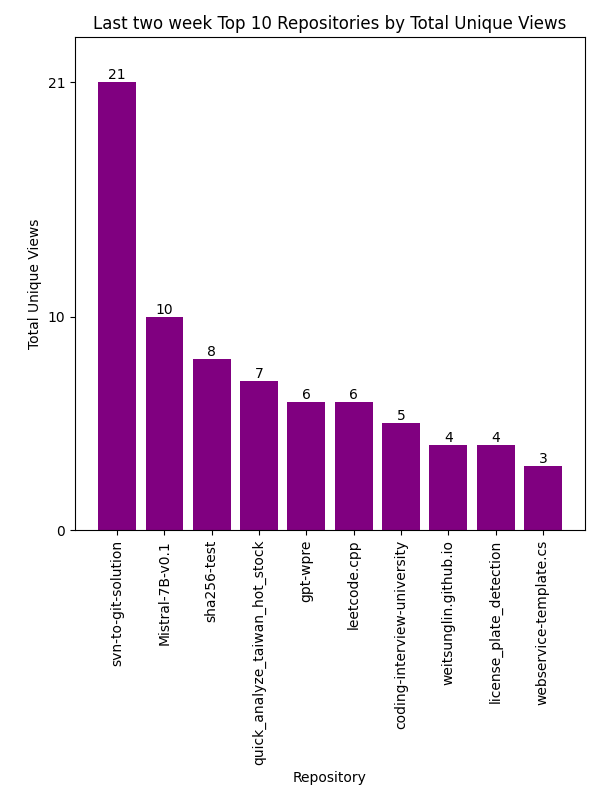 Last two week Top 10 Repositories by Total Unique Views
Total Unique Views
21
10
0
21
10
8
7
6
6
5
4
4
3
svn-to-git-solution
Mistral-7B-v0.1
sha256-test
quick_analyze_taiwan_hot_stock
gpt-wpre
leetcode.cpp
coding-interview-university
weitsunglin.github.io
license_plate_detection
webservice-template.cs
Repository